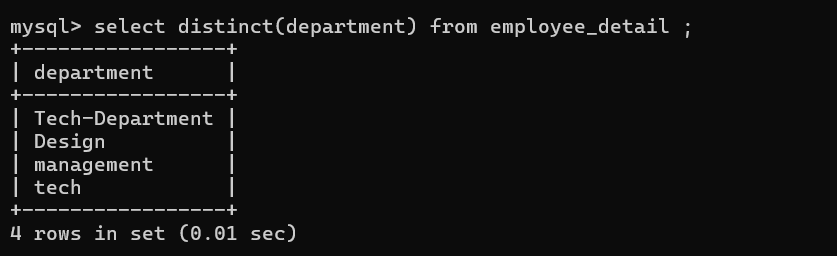 mysql> select distinct(department) from employee_detail ;
+-----------------+
| department      |
+-----------------+
| Tech-Department |
| Design          |
| management      |
| tech            |
+-----------------+
4 rows in set (0.01 sec)